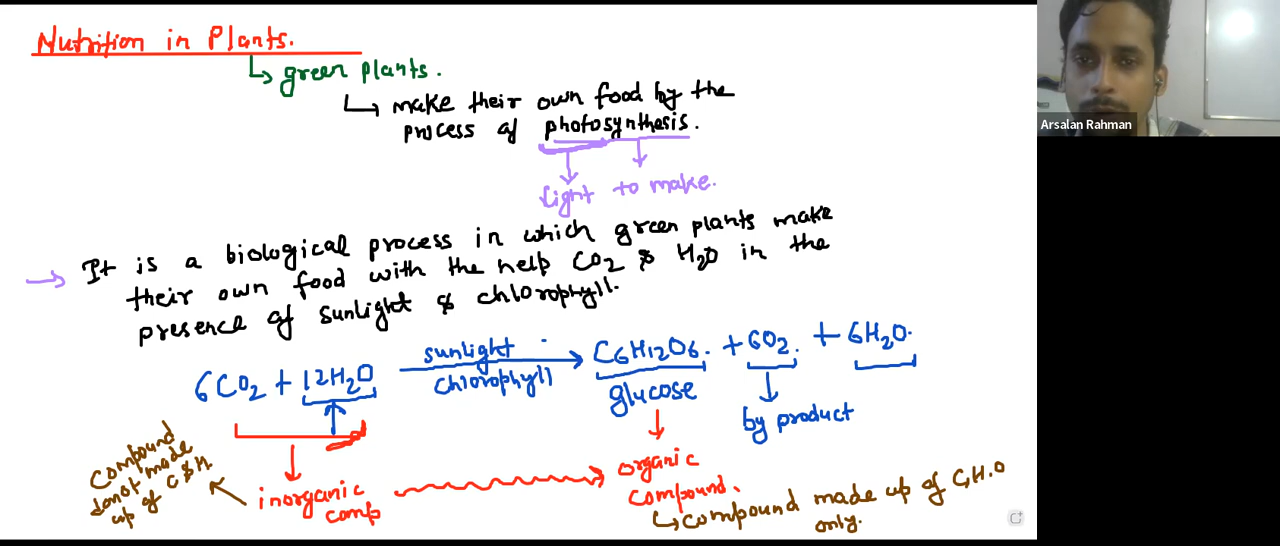 Nutrition in Plants.
↳ green plants.
↳ make their own food by the
process of photosynthesis.
light to make.
→ It is a biological process in which green plants make
their own food with the help CO2 & H2O in the
presence of sunlight & chlorophyll.
6CO2 + 12H2O sunlight chlorophyll → C6H12O6. + 6O2. + 6H2O.
glucose
by product
Compound
donot made
up of C & H
inorganic
comp
organic
compound.
↳ compound made up of C,H.O
only.
Arsalan Rahman